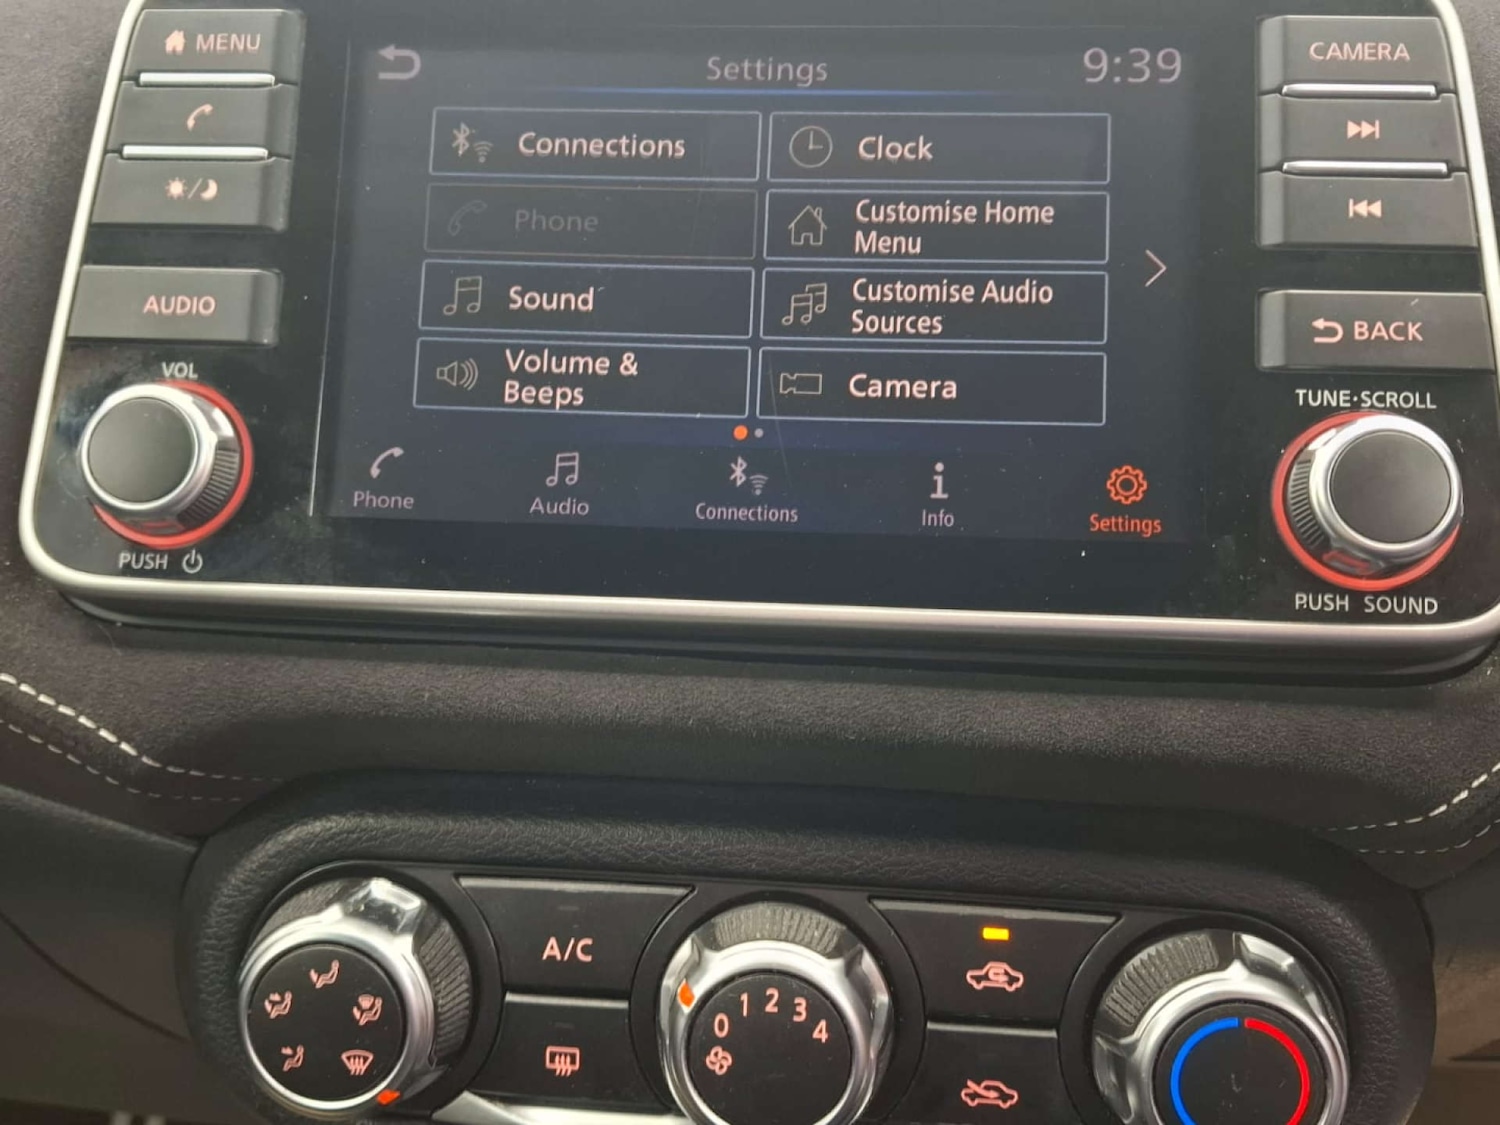 MENU
Settings
9:39
CAMERA
Connections
Clock
Phone
Customise Home
Menu
AUDIO
Sound
Customise Audio
Sources
BACK
VOL
Volume &
Beeps
Camera
TUNE·SCROLL
Phone
Audio
Connections
Info
Settings
PUSH
PUSH SOUND
A/C
0 1 2 3 4